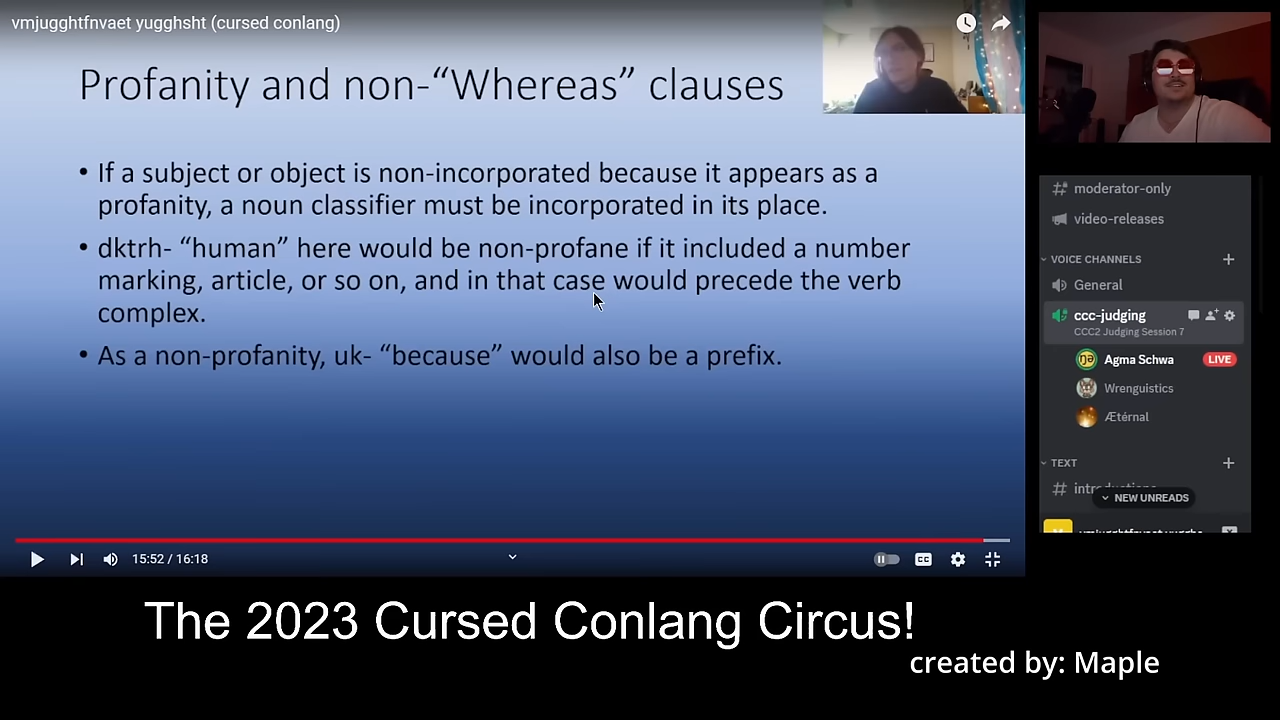 vmjugghtfnvaet yugghsht (cursed conlang)
Profanity and non-“Whereas” clauses
• If a subject or object is non-incorporated because it appears as a
profanity, a noun classifier must be incorporated in its place.
• dktrh- “human” here would be non-profane if it included a number
marking, article, or so on, and in that case would precede the verb
complex.
• As a non-profanity, uk- “because” would also be a prefix.
15:52 / 16:18
CC
moderator-only
video-releases
VOICE CHANNELS
General
ccc-judging
CCC2 Judging Session 7
Agma Schwa LIVE
Wrenguistics
Ætérnal
TEXT
NEW UNREADS
The 2023 Cursed Conlang Circus!
created by: Maple